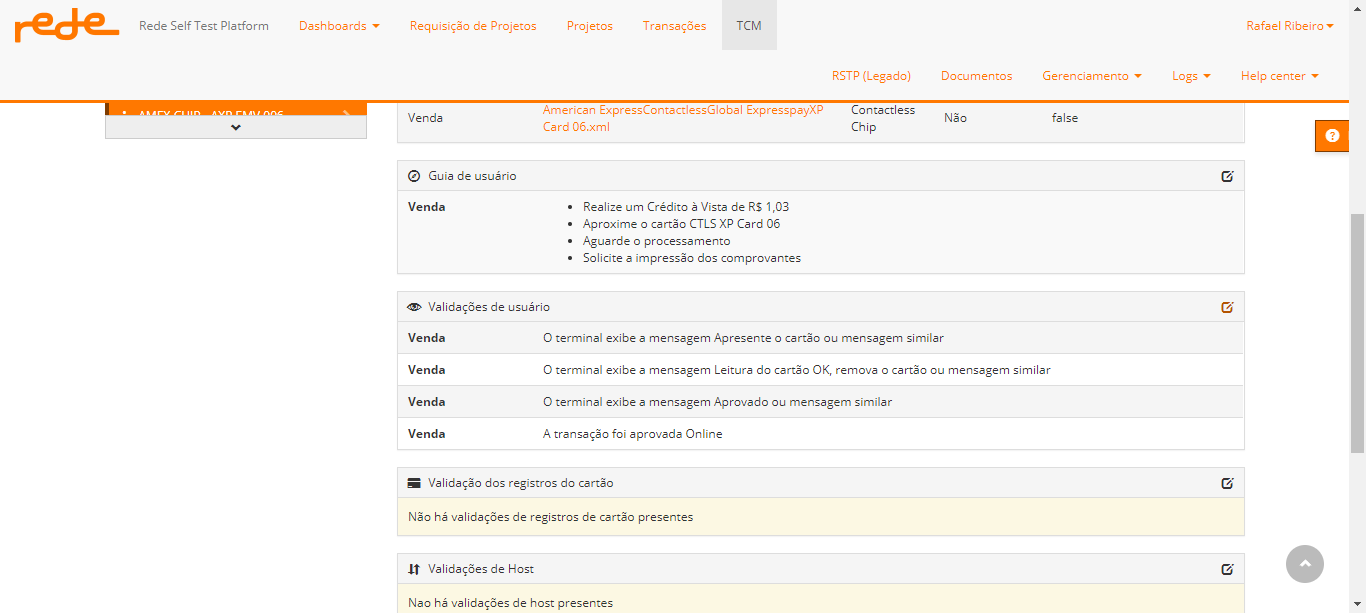 rede
Rede Self Test Platform
Dashboards
Requisição de Projetos
Projetos
Transações
TCM
Rafael Ribeiro
RSTP (Legado)
Documentos
Gerenciamento
Logs
Help center
AMEX CHIP - AXP EMV 006
Venda
American ExpressContactlessGlobal ExpresspayXP
Card 06.xml
Contactless
Chip
Não
false
Guia de usuário
Venda
Realize um Crédito à Vista de R$ 1,03
Aproxime o cartão CTLS XP Card 06
Aguarde o processamento
Solicite a impressão dos comprovantes
Validações de usuário
Venda
O terminal exibe a mensagem Apresente o cartão ou mensagem similar
Venda
O terminal exibe a mensagem Leitura do cartão OK, remova o cartão ou mensagem similar
Venda
O terminal exibe a mensagem Aprovado ou mensagem similar
Venda
A transação foi aprovada Online
Validação dos registros do cartão
Não há validações de registros de cartão presentes
Validações de Host
Nao há validações de host presentes